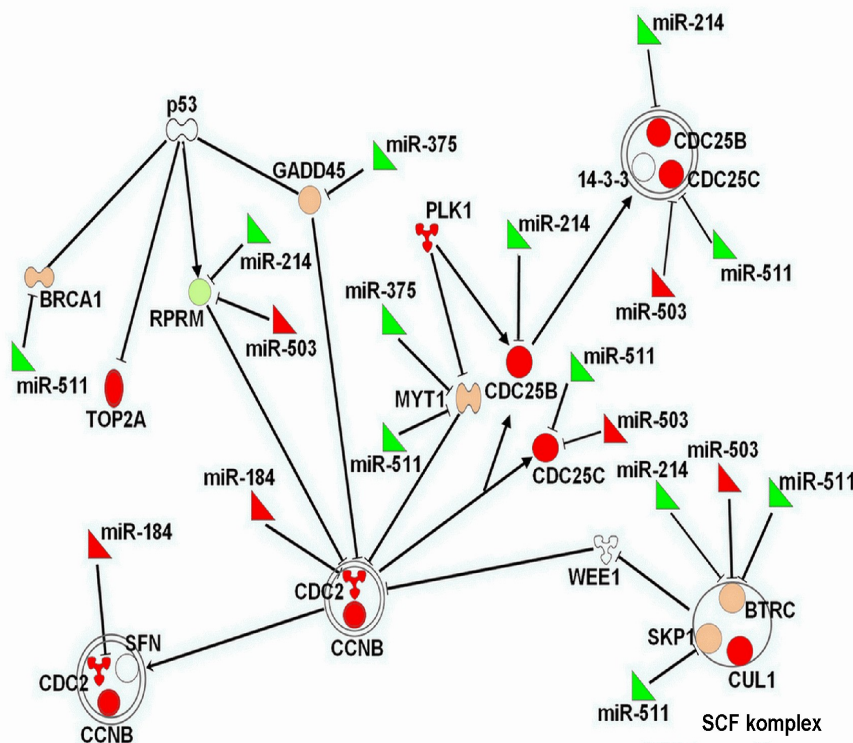 miR-214
p53
CDC25B
GADD45
miR-375
14-3-3
CDC25C
PLK1
miR-214
miR-214
miR-511
BRCA1
miR-375
RPRM
miR-503
miR-503
miR-511
miR-511
TOP2A
MYT1
CDC25B
miR-503
miR-511
CDC25C
miR-503
miR-184
miR-214
miR-511
miR-184
WEE1
CDC2
BTRC
SFN
CCNB
SKP1
CDC2
CUL1
miR-511
CCNB
SCF komplex